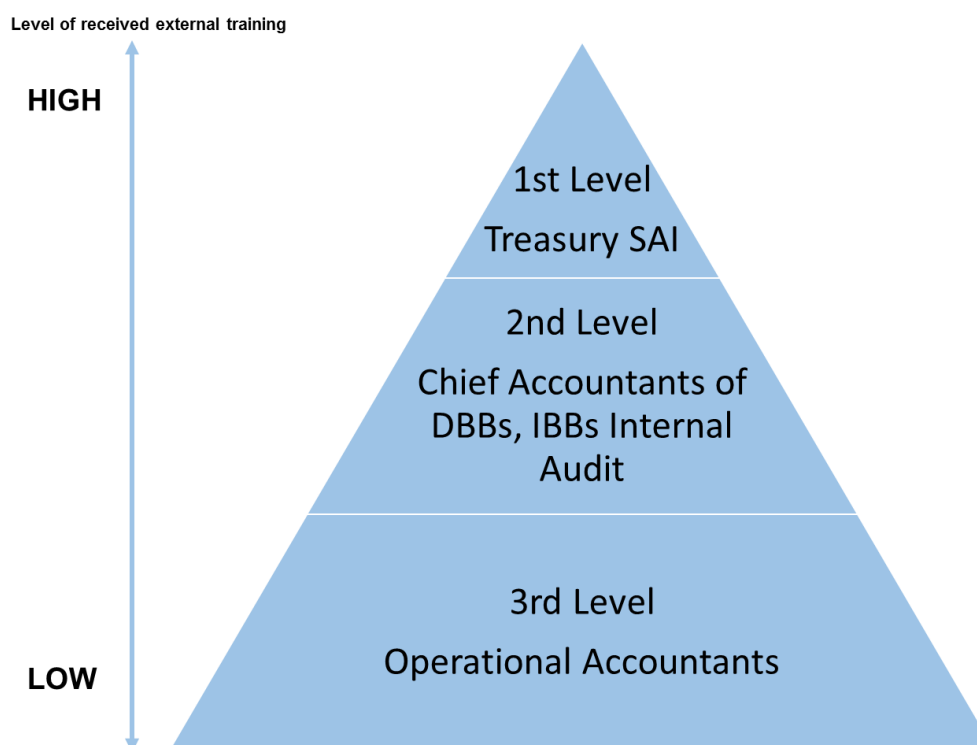 Level of received external training
HIGH
1st Level
Treasury SAI
2nd Level
Chief Accountants of
DBBs, IBBs Internal
Audit
3rd Level
Operational Accountants
LOW